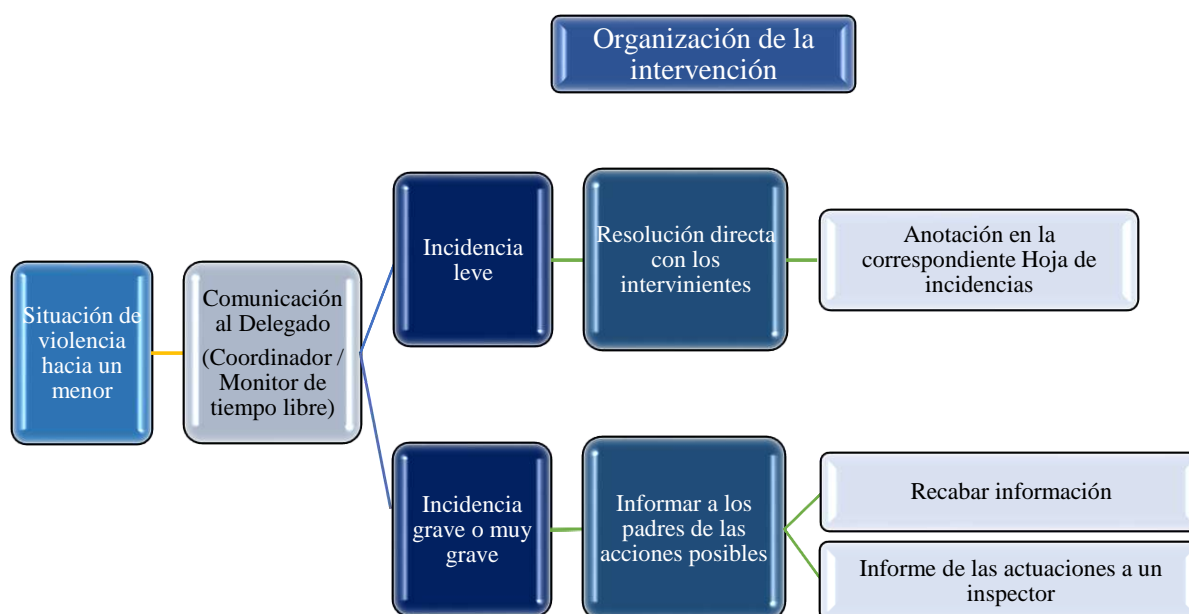 Organización de la
intervención
Situación de
violencia
hacia un
menor
Comunicación
al Delegado
(Coordinador /
Monitor de
tiempo libre)
Incidencia
leve
Resolución directa
con los
intervinientes
Anotación en la
correspondiente Hoja de
incidencias
Incidencia
grave o muy
grave
Informar a los
padres de las
acciones posibles
Recabar información
Informe de las actuaciones a un
inspector